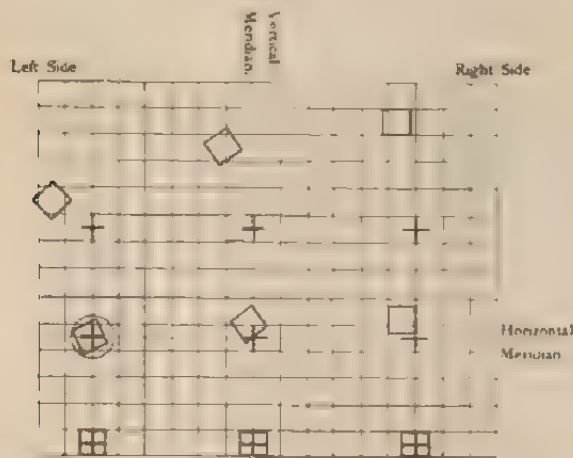 Vertical
Meridian.
Left Side
Right Side
Horizontal
Meridian